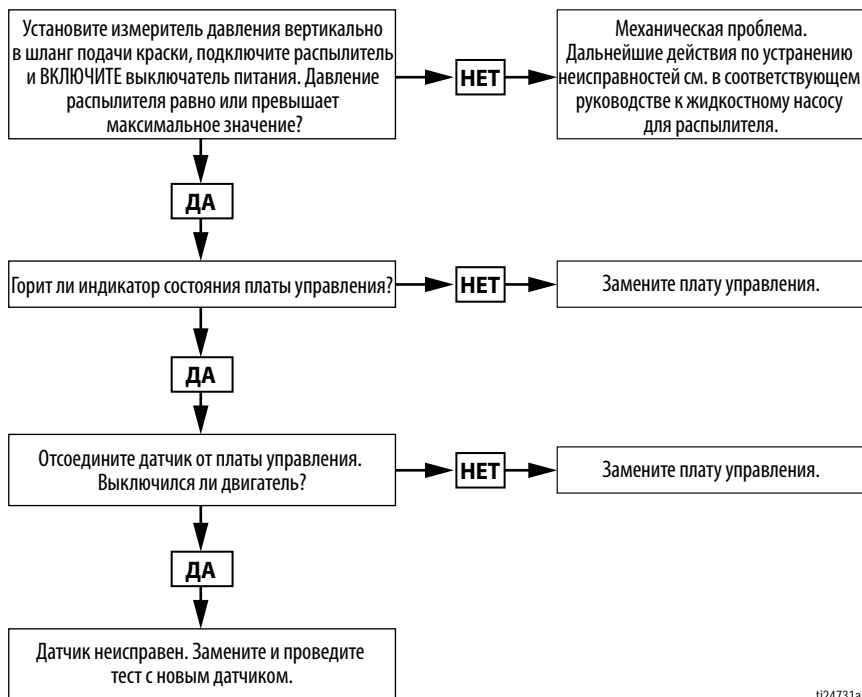 Установите измеритель давления вертикально
в шланг подачи краски, подключите распылитель
и ВКЛЮЧИТЕ выключатель питания. Давление
распылителя равно или превышает
максимальное значение?
НЕТ
Механическая проблема.
Дальнейшие действия по устранению
неисправностей см. в соответствующем
руководстве к жидкостному насосу
для распылителя.
ДА
Горит ли индикатор состояния платы управления?
НЕТ
Замените плату управления.
ДА
Отсоедините датчик от платы управления.
Выключился ли двигатель?
НЕТ
Замените плату управления.
ДА
Датчик неисправен. Замените и проведите
тест с новым датчиком.
ti24731a